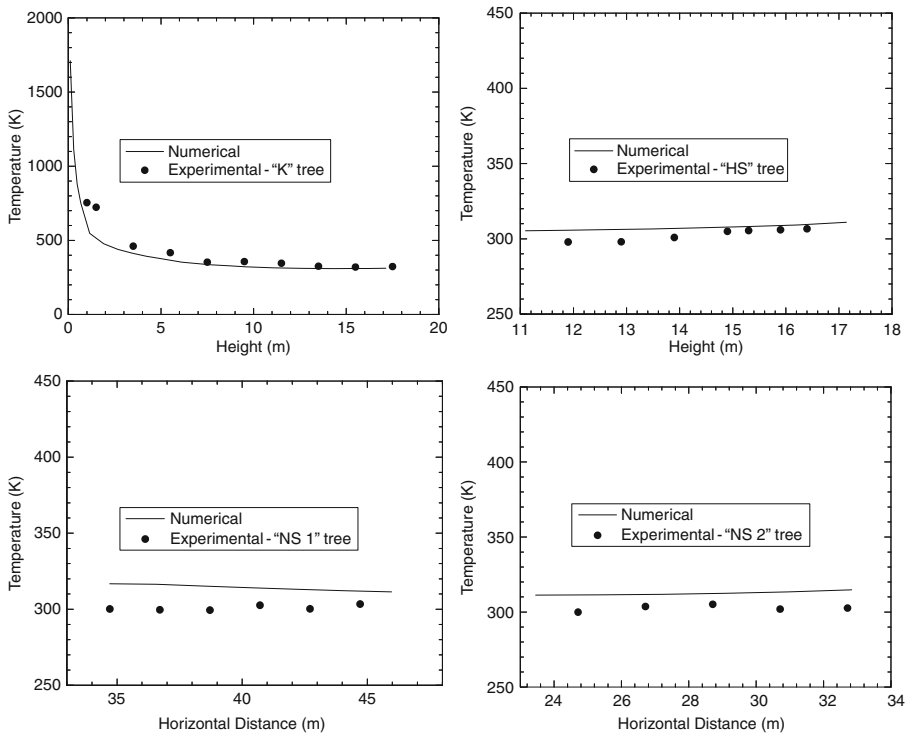 2000
1500
1000
500
0
0 5 10 15 20
Temperature (K)
Height (m)
Numerical
Experimental - “K” tree
450
400
350
300
250
11 12 13 14 15 16 17 18
Temperature (K)
Height (m)
Numerical
Experimental - “HS” tree
450
400
350
300
250
35 40 45
Temperature (K)
Horizontal Distance (m)
Numerical
Experimental - “NS 1” tree
450
400
350
300
250
24 26 28 30 32 34
Temperature (K)
Horizontal Distance (m)
Numerical
Experimental - “NS 2” tree